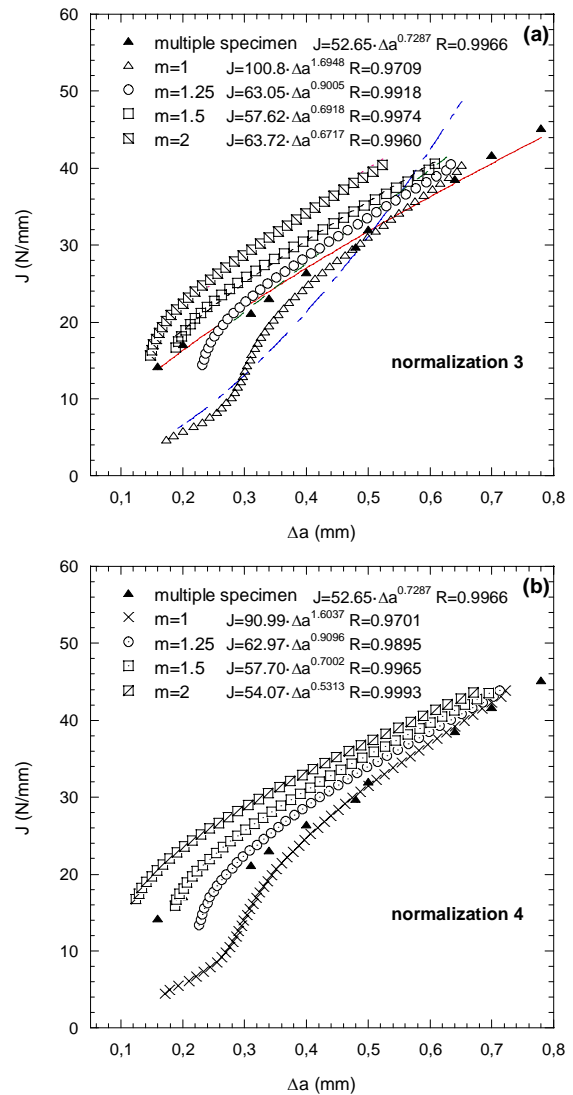 60
50
40
30
20
10
0
J (N/mm)
(a)
multiple specimen J=52.65·Δa^0.7287 R=0.9966
m=1 J=100.8·Δa^1.6948 R=0.9709
m=1.25 J=63.05·Δa^0.9005 R=0.9918
m=1.5 J=57.62·Δa^0.6918 R=0.9974
m=2 J=63.72·Δa^0.6717 R=0.9960
normalization 3
0,1 0,2 0,3 0,4 0,5 0,6 0,7 0,8
Δa (mm)
60
50
40
30
20
10
0
J (N/mm)
(b)
multiple specimen J=52.65·Δa^0.7287 R=0.9966
m=1 J=90.99·Δa^1.6037 R=0.9701
m=1.25 J=62.97·Δa^0.9096 R=0.9895
m=1.5 J=57.70·Δa^0.7002 R=0.9965
m=2 J=54.07·Δa^0.5313 R=0.9993
normalization 4
0,1 0,2 0,3 0,4 0,5 0,6 0,7 0,8
Δa (mm)